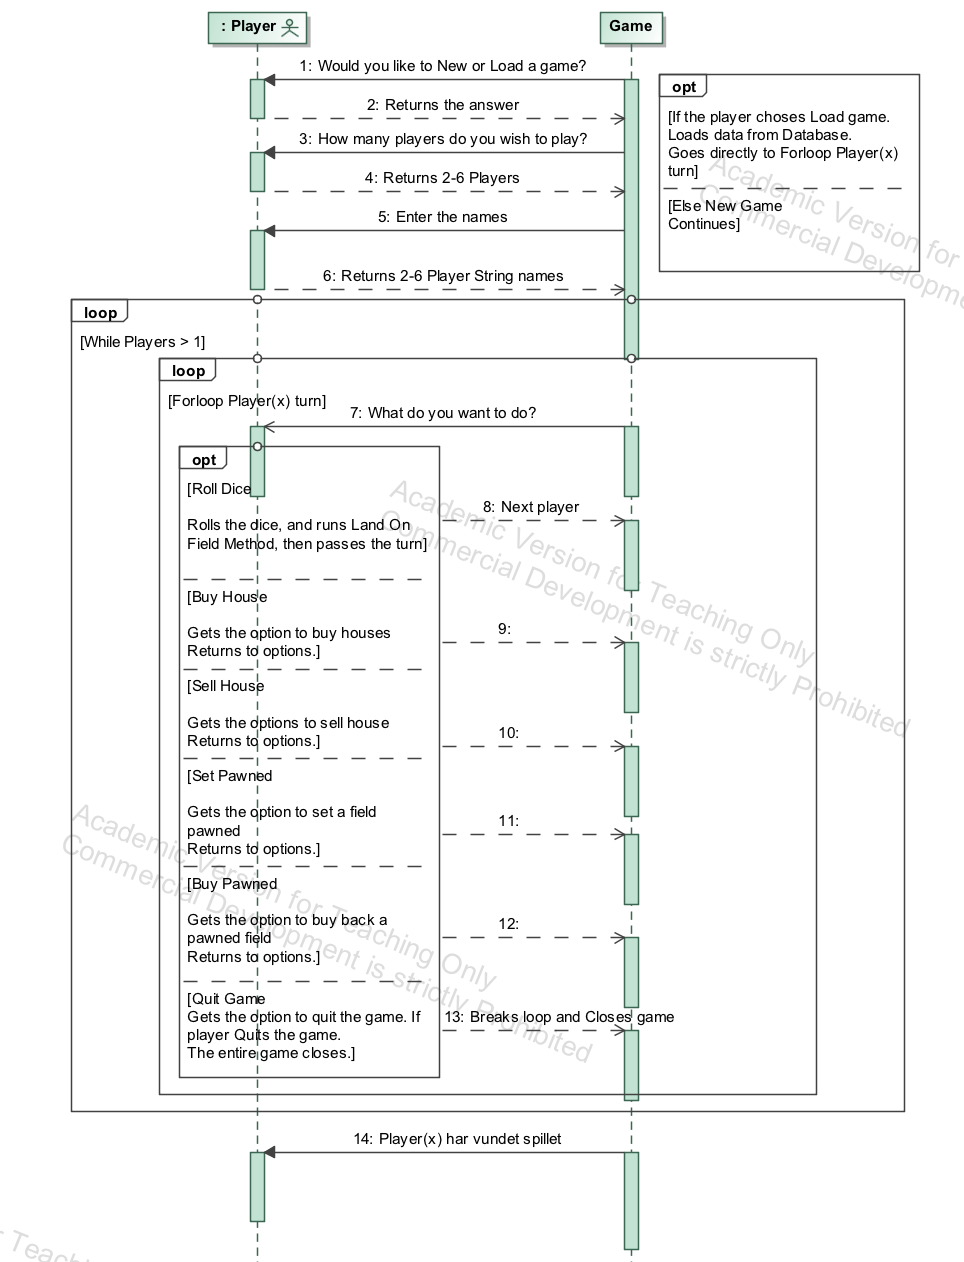 : Player
Game
1: Would you like to New or Load a game?
opt
[If the player choses Load game.
Loads data from Database.
Goes directly to Forloop Player(x)
turn]
[Else New Game
Continues]
2: Returns the answer
3: How many players do you wish to play?
4: Returns 2-6 Players
5: Enter the names
6: Returns 2-6 Player String names
loop
[While Players > 1]
loop
[Forloop Player(x) turn]
7: What do you want to do?
opt
[Roll Dice
Rolls the dice, and runs Land On
Field Method, then passes the turn]
8: Next player
[Buy House
Gets the option to buy houses
Returns to options.]
9:
[Sell House
Gets the options to sell house
Returns to options.]
10:
[Set Pawned
Gets the option to set a field
pawned
Returns to options.]
11:
[Buy Pawned
Gets the option to buy back a
pawned field
Returns to options.]
12:
[Quit Game
Gets the option to quit the game. If
player Quits the game.
The entire game closes.]
13: Breaks loop and Closes game
14: Player(x) har vundet spillet
Academic Version for
Commercial Developm
Academic Version for Teaching Only
Commercial Development is strictly Prohibited
Academic Version for Teaching Only
Commercial Development is strictly Prohibited